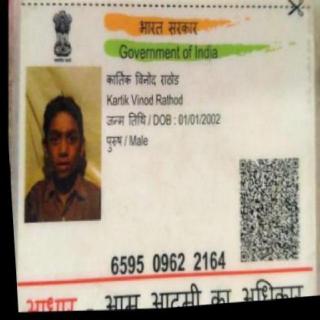 भारत सरकार
Government of India
कार्तिक विनोद राठोड
Kartik Vinod Rathod
जन्म तिथि / DOB : 01/01/2002
पुरुष / Male
6595 0962 2164
आधार - आम आदमी का अधिकार